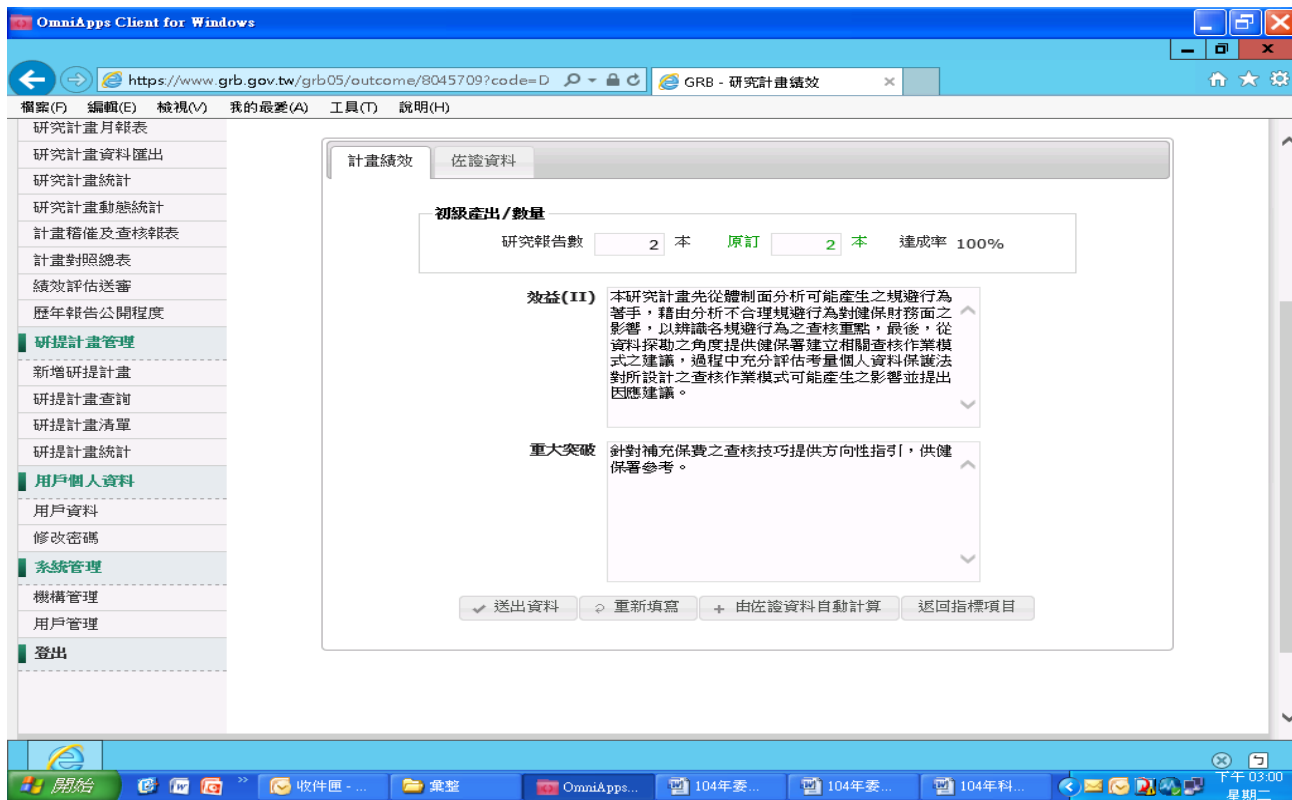 OmniApps Client for Windows
https://www.grb.gov.tw/grb05/outcome/8045709?code=D
GRB - 研究計畫績效
檔案(F) 編輯(E) 檢視(V) 我的最愛(A) 工具(T) 說明(H)
研究計畫月報表
研究計畫資料匯出
研究計畫統計
研究計畫動態統計
計畫稽催及查核報表
計畫對照總表
績效評估送審
歷年報告公開程度
研提計畫管理
新增研提計畫
研提計畫查詢
研提計畫清單
研提計畫統計
用戶個人資料
用戶資料
修改密碼
系統管理
機構管理
用戶管理
登出
計畫績效 佐證資料
初級產出/數量
研究報告數 2 本 原訂 2 本 達成率 100%
效益(II)
本研究計畫先從體制面分析可能產生之規避行為
著手，藉由分析不合理規避行為對健保財務面之
影響，以辨識各規避行為之查核重點，最後，從
資料探勘之角度提供健保署建立相關查核作業模
式之建議，過程中充分評估考量個人資料保護法
對所設計之查核作業模式可能產生之影響並提出
因應建議。
重大突破
針對補充保費之查核技巧提供方向性指引，供健
保署參考。
送出資料 重新填寫 由佐證資料自動計算 返回指標項目
開始 收件匣 - ... 彙整 OmniApps... 104年委... 104年委... 104年科...
下午 03:00
星期二